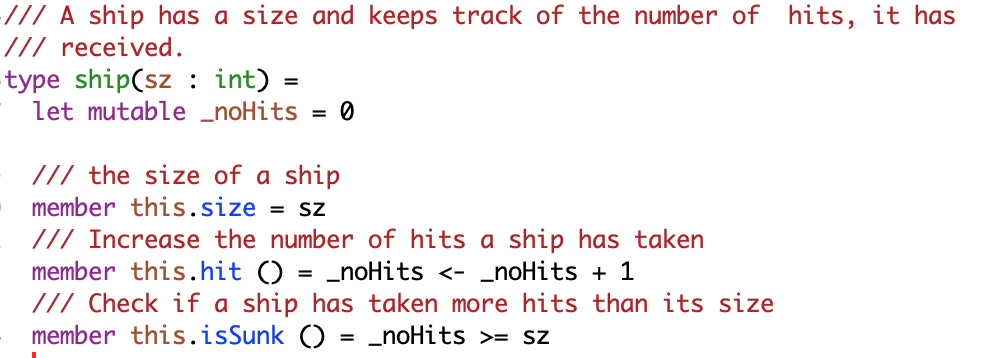 /// A ship has a size and keeps track of the number of  hits, it has
/// received.
type ship(sz : int) =
let mutable _noHits = 0
/// the size of a ship
member this.size = sz
/// Increase the number of hits a ship has taken
member this.hit () = _noHits <- _noHits + 1
/// Check if a ship has taken more hits than its size
member this.isSunk () = _noHits >= sz